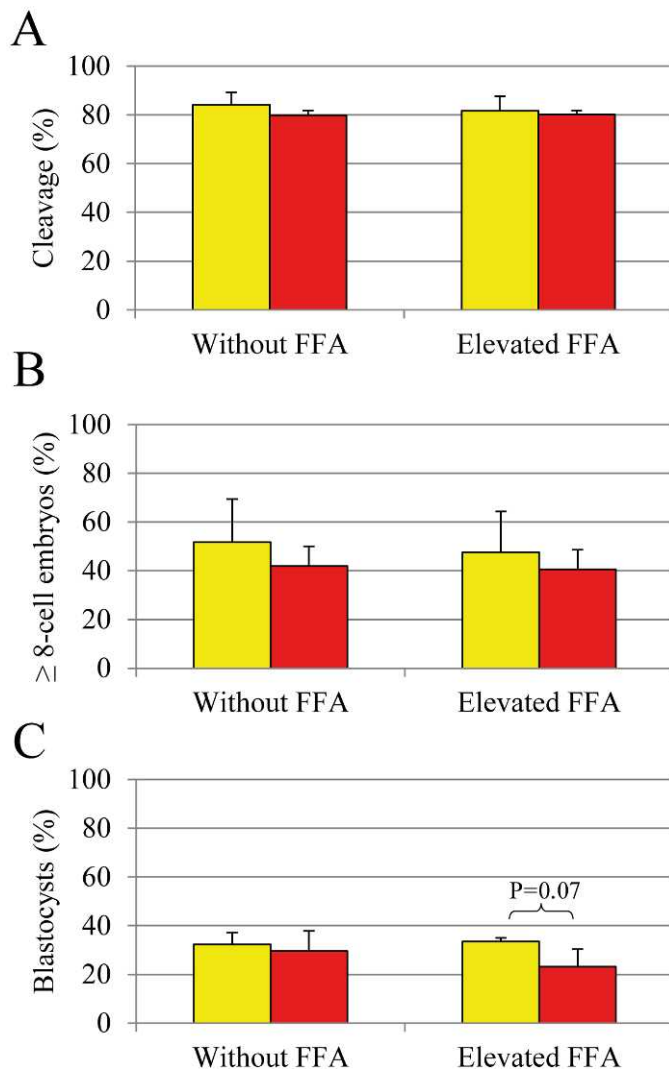 A
Cleavage (%)
100
80
60
40
20
0
Without FFA Elevated FFA
B
≥ 8-cell embryos (%)
100
80
60
40
20
0
Without FFA Elevated FFA
C
Blastocysts (%)
100
80
60
40
20
0
P=0.07
Without FFA Elevated FFA